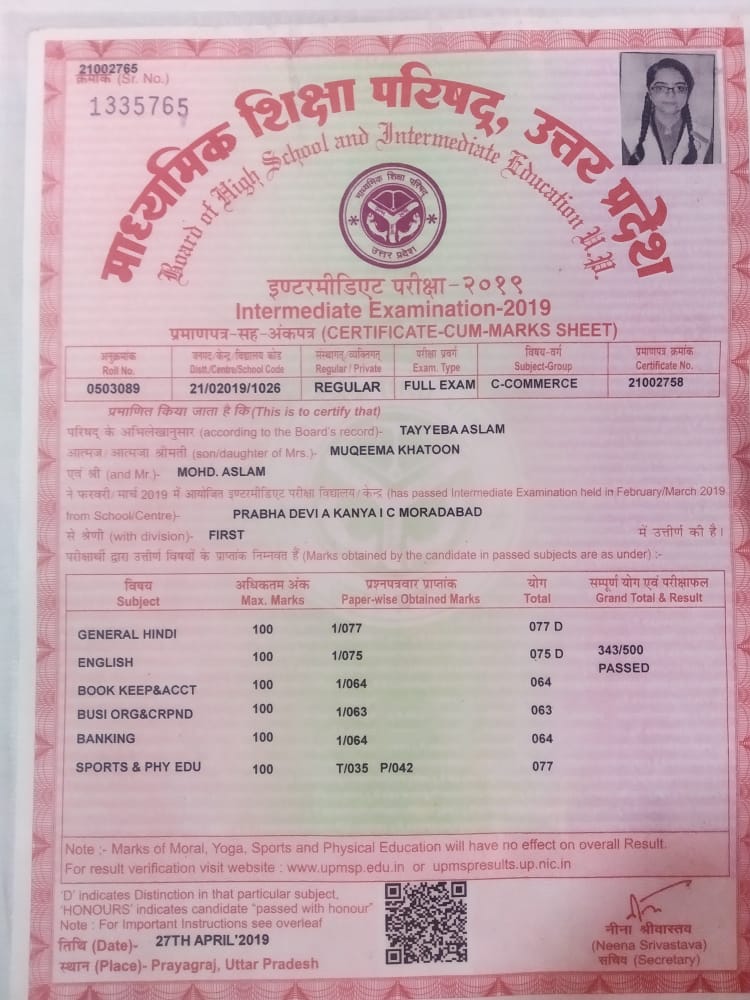 21002765
क्रमांक (Sr. No.)
1335765
माध्यमिक शिक्षा परिषद्, उत्तर प्रदेश
Board of High School and Intermediate Education U.P.
माध्यमिक शिक्षा परिषद्
उत्तर प्रदेश
इण्टरमीडिएट परीक्षा-२०१९
Intermediate Examination-2019
प्रमाणपत्र-सह-अंकपत्र (CERTIFICATE-CUM-MARKS SHEET)
अनुक्रमांक जनपद/केन्द्र/विद्यालय कोड संस्थागत/व्यक्तिगत परीक्षा प्रवर्ग विषय-वर्ग प्रमाणपत्र क्रमांक
Roll No. Distt./Centre/School Code Regular / Private Exam. Type Subject-Group Certificate No.
0503089 21/02019/1026 REGULAR FULL EXAM C-COMMERCE 21002758
प्रमाणित किया जाता है कि (This is to certify that)
परिषद के अभिलेखानुसार (according to the Board's record)- TAYYEBA ASLAM
आत्मज/आत्मजा श्रीमती (son/daughter of Mrs.)- MUQEEMA KHATOON
एवं श्री (and Mr.)- MOHD. ASLAM
ने फरवरी/मार्च 2019 में आयोजित इण्टरमीडिएट परीक्षा विद्यालय/केन्द्र (has passed Intermediate Examination held in February/March 2019
from School/Centre)- PRABHA DEVI A KANYA I C MORADABAD
से श्रेणी (with division)- FIRST में उत्तीर्ण की है।
परीक्षार्थी द्वारा उत्तीर्ण विषयों के प्राप्तांक निम्नवत हैं (Marks obtained by the candidate in passed subjects are as under) :-
विषय अधिकतम अंक प्रश्नपत्रवार प्राप्तांक योग सम्पूर्ण योग एवं परीक्षाफल
Subject Max. Marks Paper-wise Obtained Marks Total Grand Total & Result
GENERAL HINDI 100 1/077 077 D
ENGLISH 100 1/075 075 D 343/500
PASSED
BOOK KEEP&ACCT 100 1/064 064
BUSI ORG&CRPND 100 1/063 063
BANKING 100 1/064 064
SPORTS & PHY EDU 100 T/035 P/042 077
Note :- Marks of Moral, Yoga, Sports and Physical Education will have no effect on overall Result.
For result verification visit website : www.upmsp.edu.in or upmspresults.up.nic.in
'D' indicates Distinction in that particular subject,
'HONOURS' indicates candidate "passed with honour"
Note : For Important Instructions see overleaf
तिथि (Date)- 27TH APRIL'2019
स्थान (Place)- Prayagraj, Uttar Pradesh
नीना श्रीवास्तव
(Neena Srivastava)
सचिव (Secretary)